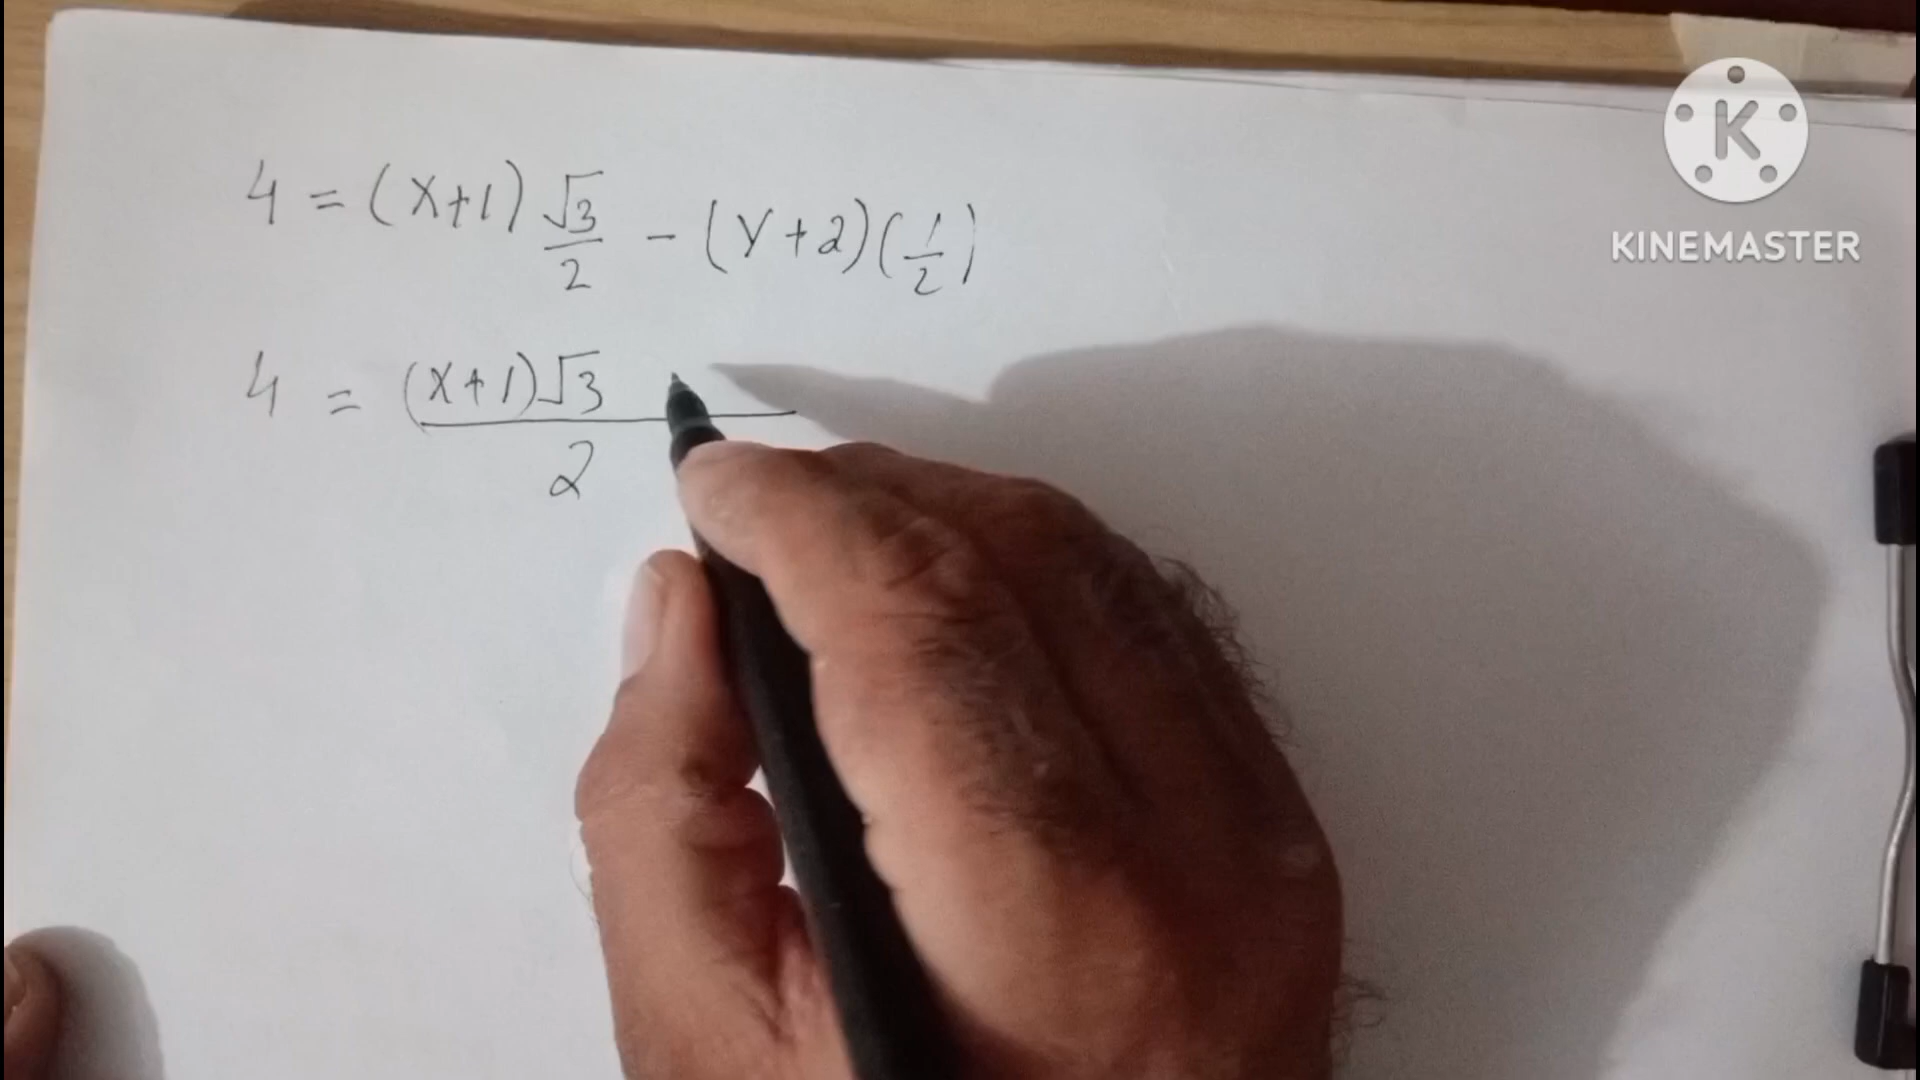 4 = (x+1) √3/2 - (y+2)(1/2)
4 = (x+1)√3 / 2
K
KINEMASTER